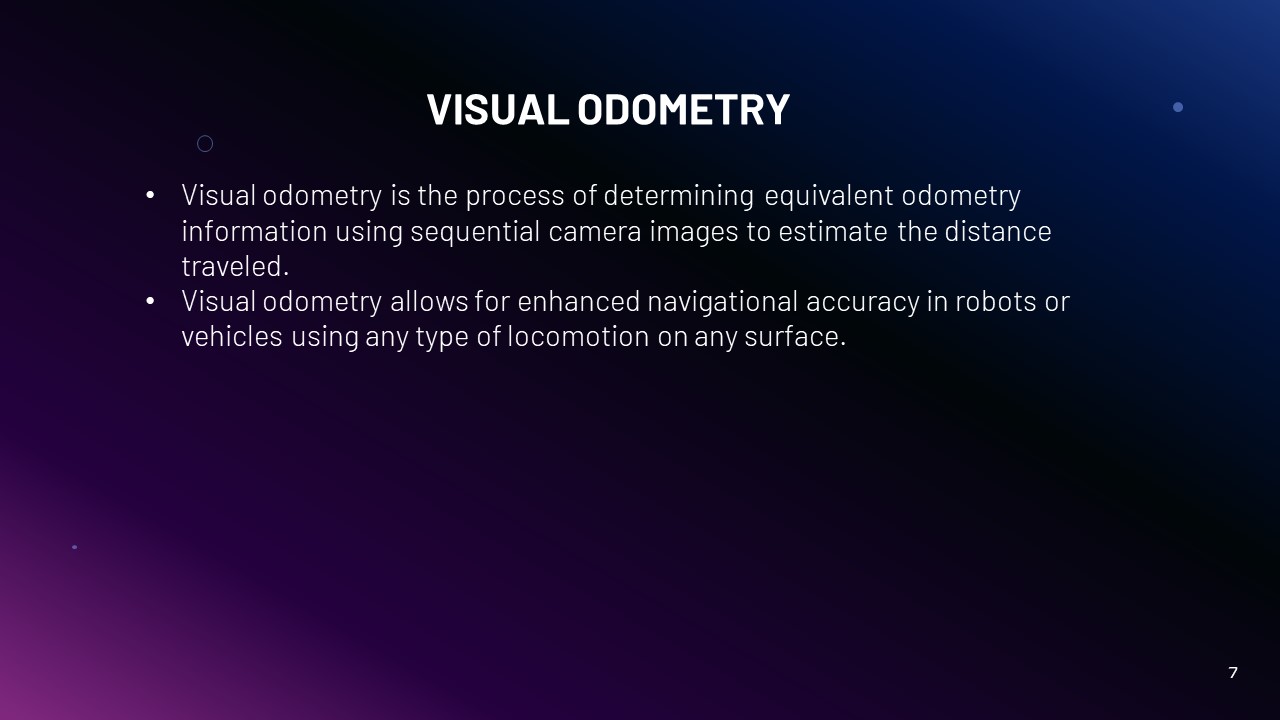 VISUAL ODOMETRY
• Visual odometry is the process of determining equivalent odometry
information using sequential camera images to estimate the distance
traveled.
• Visual odometry allows for enhanced navigational accuracy in robots or
vehicles using any type of locomotion on any surface.
7